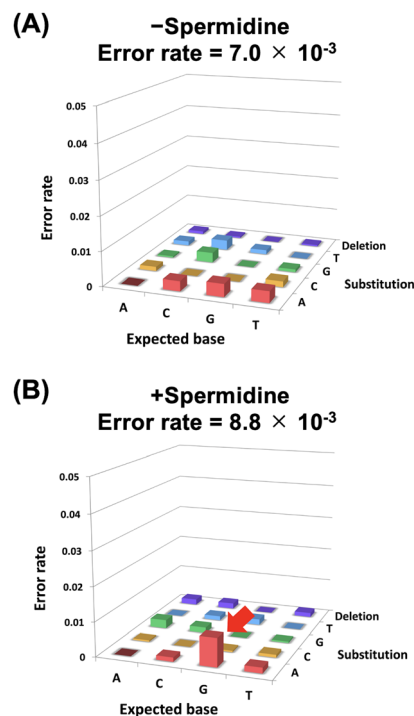 (A)
−Spermidine
Error rate = 7.0 × 10-3
0.05
0.04
0.03
0.02
0.01
0
Error rate
A
C
G
T
Expected base
Deletion
T
G
C
A
Substitution
(B)
+Spermidine
Error rate = 8.8 × 10-3
0.05
0.04
0.03
0.02
0.01
0
Error rate
A
C
G
T
Expected base
Deletion
T
G
C
A
Substitution